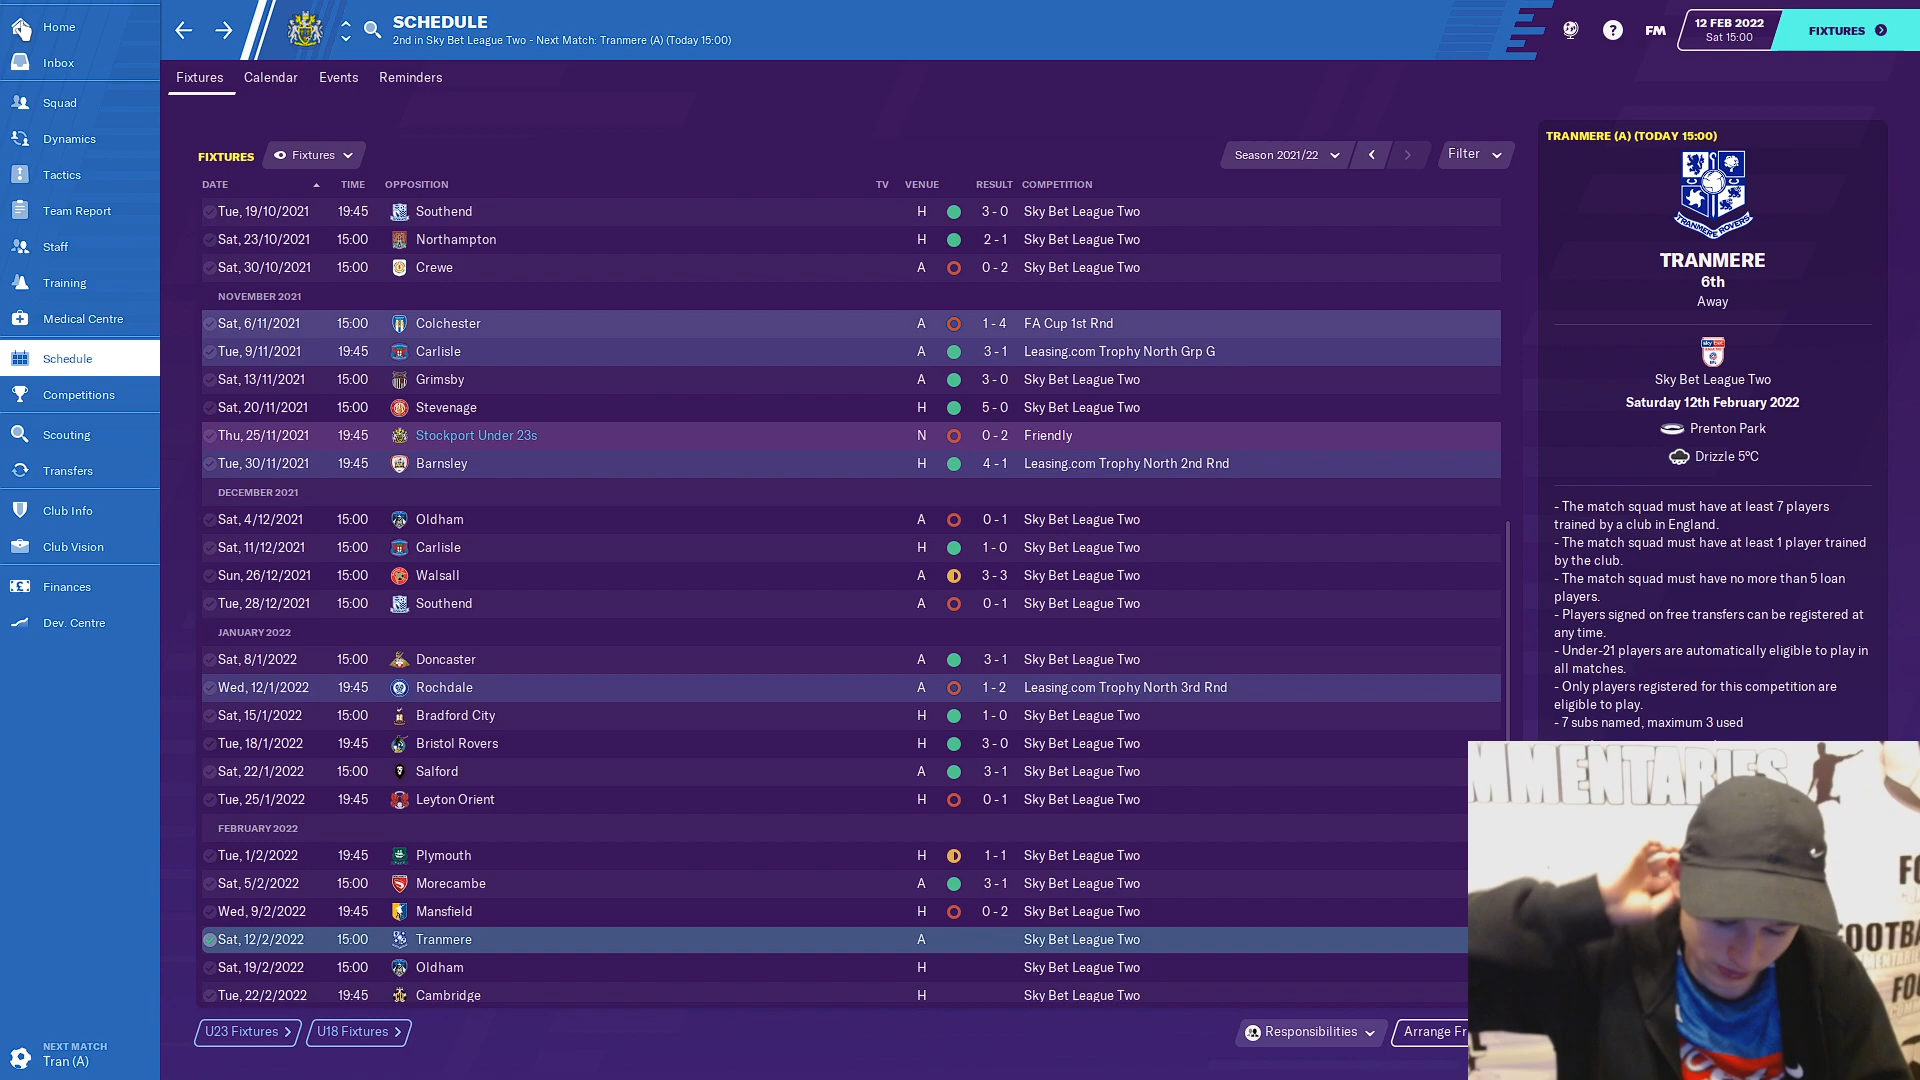 Home
Inbox
Squad
Dynamics
Tactics
Team Report
Staff
Training
Medical Centre
Schedule
Competitions
Scouting
Transfers
Club Info
Club Vision
Finances
Dev. Centre
NEXT MATCH
Tran (A)
SCHEDULE
2nd in Sky Bet League Two - Next Match: Tranmere (A) (Today 15:00)
FM
12 FEB 2022
Sat 15:00
FIXTURES
Fixtures Calendar Events Reminders
FIXTURES Fixtures Season 2021/22 Filter
DATE TIME OPPOSITION TV VENUE RESULT COMPETITION
Tue, 19/10/2021 19:45 Southend H 3 - 0 Sky Bet League Two
Sat, 23/10/2021 15:00 Northampton H 2 - 1 Sky Bet League Two
Sat, 30/10/2021 15:00 Crewe A 0 - 2 Sky Bet League Two
NOVEMBER 2021
Sat, 6/11/2021 15:00 Colchester A 1 - 4 FA Cup 1st Rnd
Tue, 9/11/2021 19:45 Carlisle A 3 - 1 Leasing.com Trophy North Grp G
Sat, 13/11/2021 15:00 Grimsby A 3 - 0 Sky Bet League Two
Sat, 20/11/2021 15:00 Stevenage H 5 - 0 Sky Bet League Two
Thu, 25/11/2021 19:45 Stockport Under 23s N 0 - 2 Friendly
Tue, 30/11/2021 19:45 Barnsley H 4 - 1 Leasing.com Trophy North 2nd Rnd
DECEMBER 2021
Sat, 4/12/2021 15:00 Oldham A 0 - 1 Sky Bet League Two
Sat, 11/12/2021 15:00 Carlisle H 1 - 0 Sky Bet League Two
Sun, 26/12/2021 15:00 Walsall A 3 - 3 Sky Bet League Two
Tue, 28/12/2021 15:00 Southend A 0 - 1 Sky Bet League Two
JANUARY 2022
Sat, 8/1/2022 15:00 Doncaster A 3 - 1 Sky Bet League Two
Wed, 12/1/2022 19:45 Rochdale A 1 - 2 Leasing.com Trophy North 3rd Rnd
Sat, 15/1/2022 15:00 Bradford City H 1 - 0 Sky Bet League Two
Tue, 18/1/2022 19:45 Bristol Rovers H 3 - 0 Sky Bet League Two
Sat, 22/1/2022 15:00 Salford A 3 - 1 Sky Bet League Two
Tue, 25/1/2022 19:45 Leyton Orient H 0 - 1 Sky Bet League Two
FEBRUARY 2022
Tue, 1/2/2022 19:45 Plymouth H 1 - 1 Sky Bet League Two
Sat, 5/2/2022 15:00 Morecambe A 3 - 1 Sky Bet League Two
Wed, 9/2/2022 19:45 Mansfield H 0 - 2 Sky Bet League Two
Sat, 12/2/2022 15:00 Tranmere A Sky Bet League Two
Sat, 19/2/2022 15:00 Oldham H Sky Bet League Two
Tue, 22/2/2022 19:45 Cambridge H Sky Bet League Two
U23 Fixtures U18 Fixtures Responsibilities Arrange Fr
TRANMERE (A) (TODAY 15:00)
TRANMERE ROVERS
TRANMERE
6th
Away
sky bet
EFL
Sky Bet League Two
Saturday 12th February 2022
Prenton Park
Drizzle 5ºC
- The match squad must have at least 7 players
trained by a club in England.
- The match squad must have at least 1 player trained
by the club.
- The match squad must have no more than 5 loan
players.
- Players signed on free transfers can be registered at
any time.
- Under-21 players are automatically eligible to play in
all matches.
- Only players registered for this competition are
eligible to play.
- 7 subs named, maximum 3 used
MMENTARIES
FO
FOOTBA
FOO